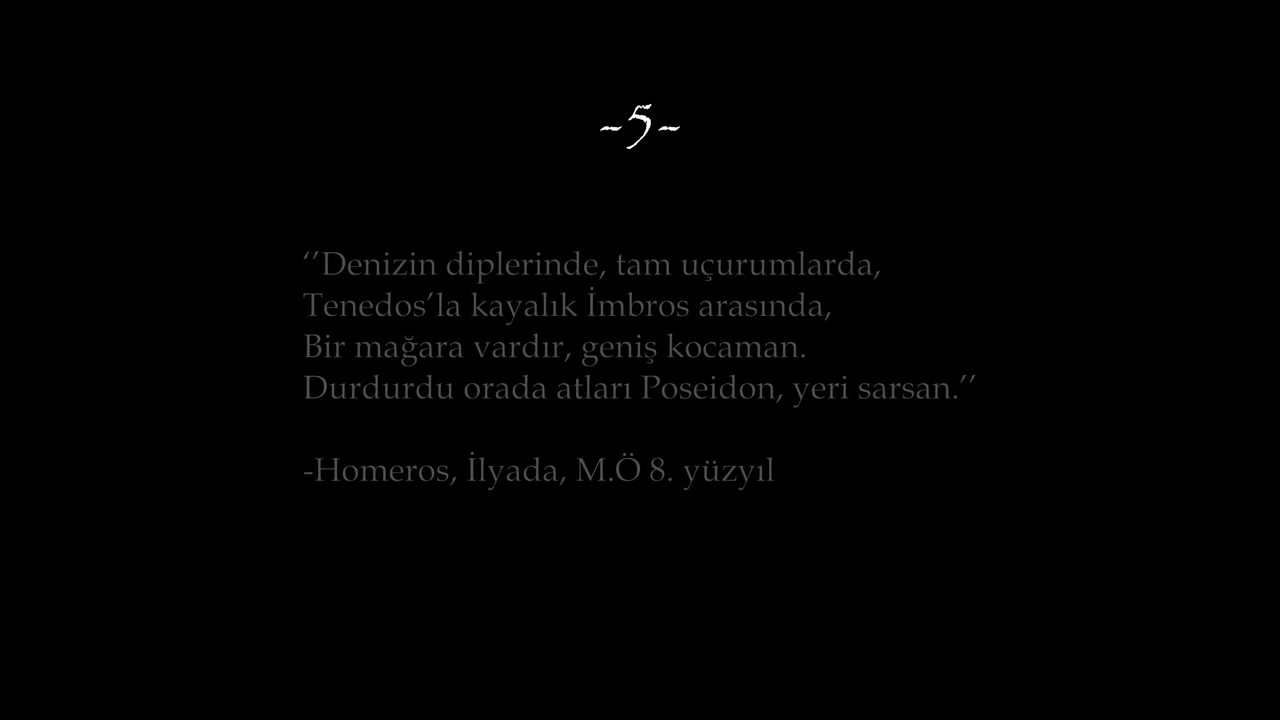 -5-
‘’Denizin diplerinde, tam uçurumlarda,
Tenedos’la kayalık İmbros arasında,
Bir mağara vardır, geniş kocaman.
Durdurdu orada atları Poseidon, yeri sarsan.’’
-Homeros, İlyada, M.Ö 8. yüzyıl